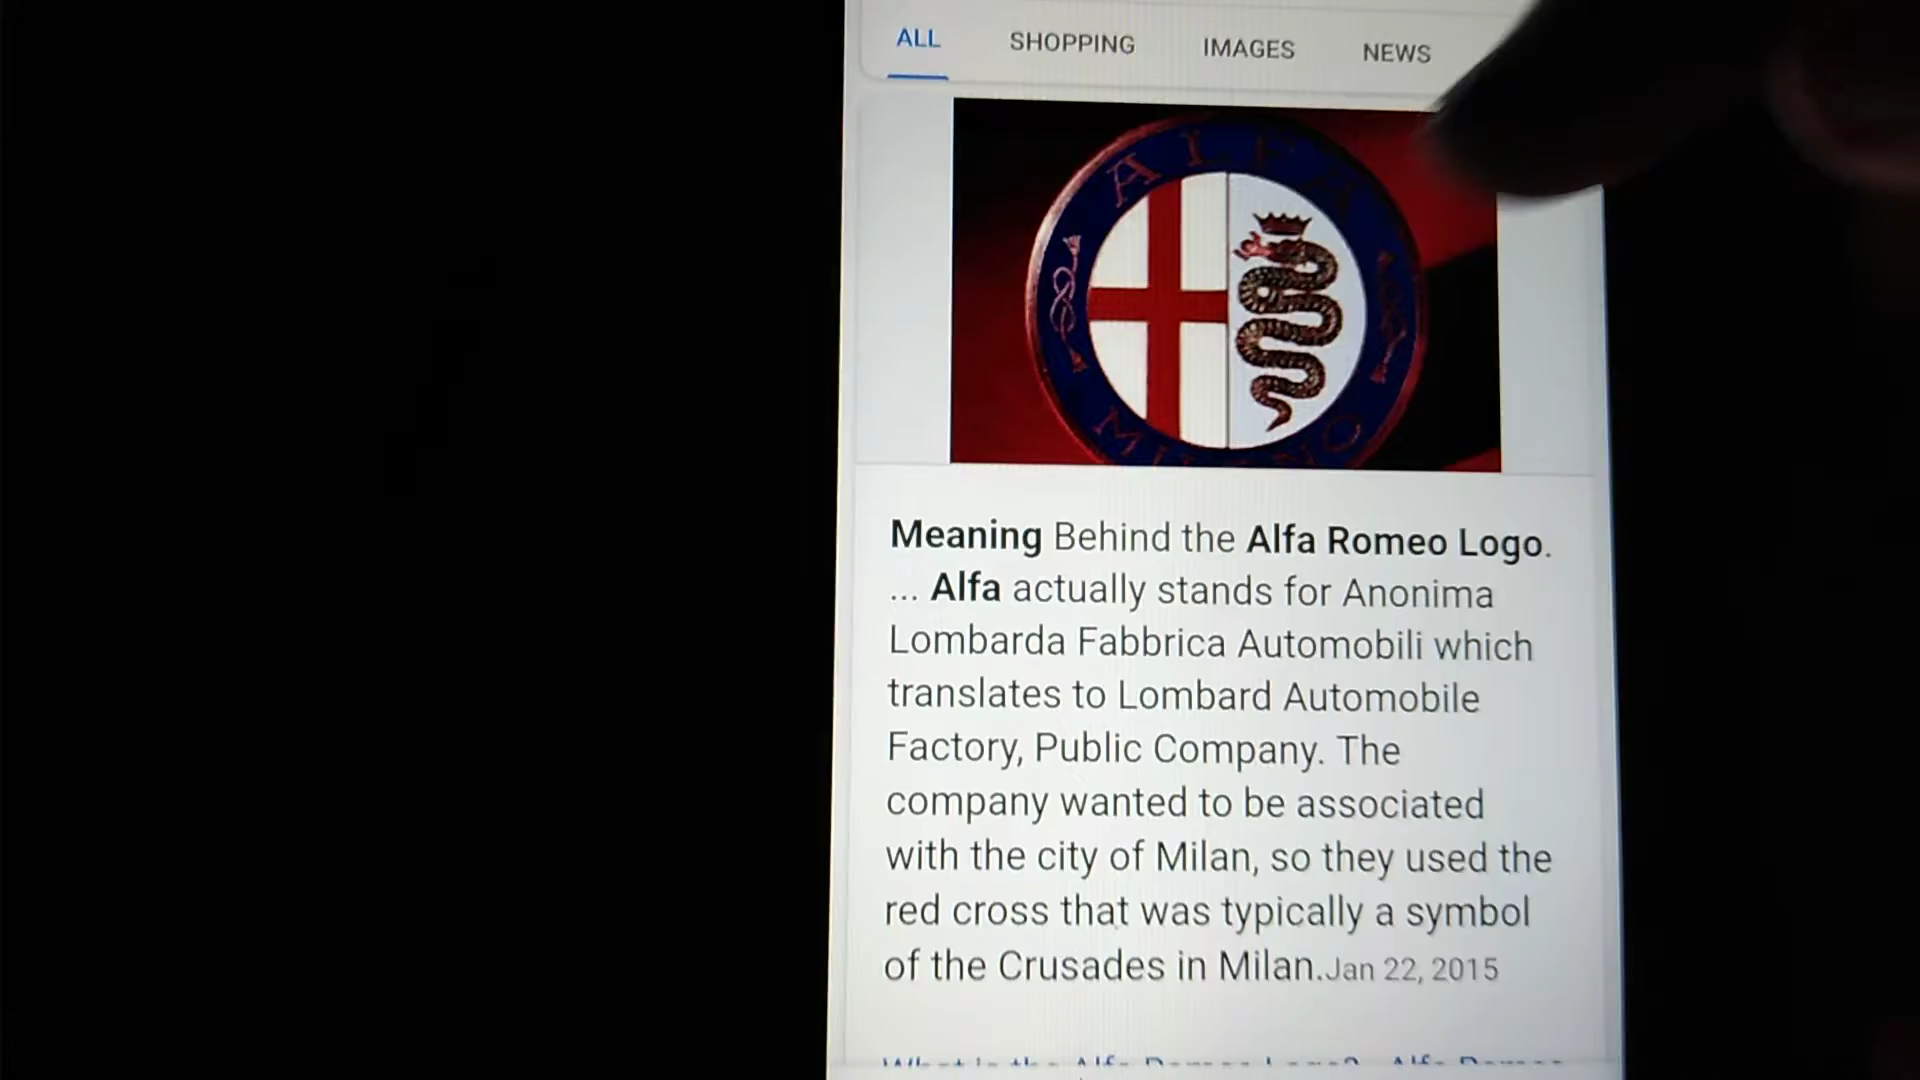 ALL SHOPPING IMAGES NEWS
ALFA
MILANO
Meaning Behind the Alfa Romeo Logo.
... Alfa actually stands for Anonima
Lombarda Fabbrica Automobili which
translates to Lombard Automobile
Factory, Public Company. The
company wanted to be associated
with the city of Milan, so they used the
red cross that was typically a symbol
of the Crusades in Milan.Jan 22, 2015